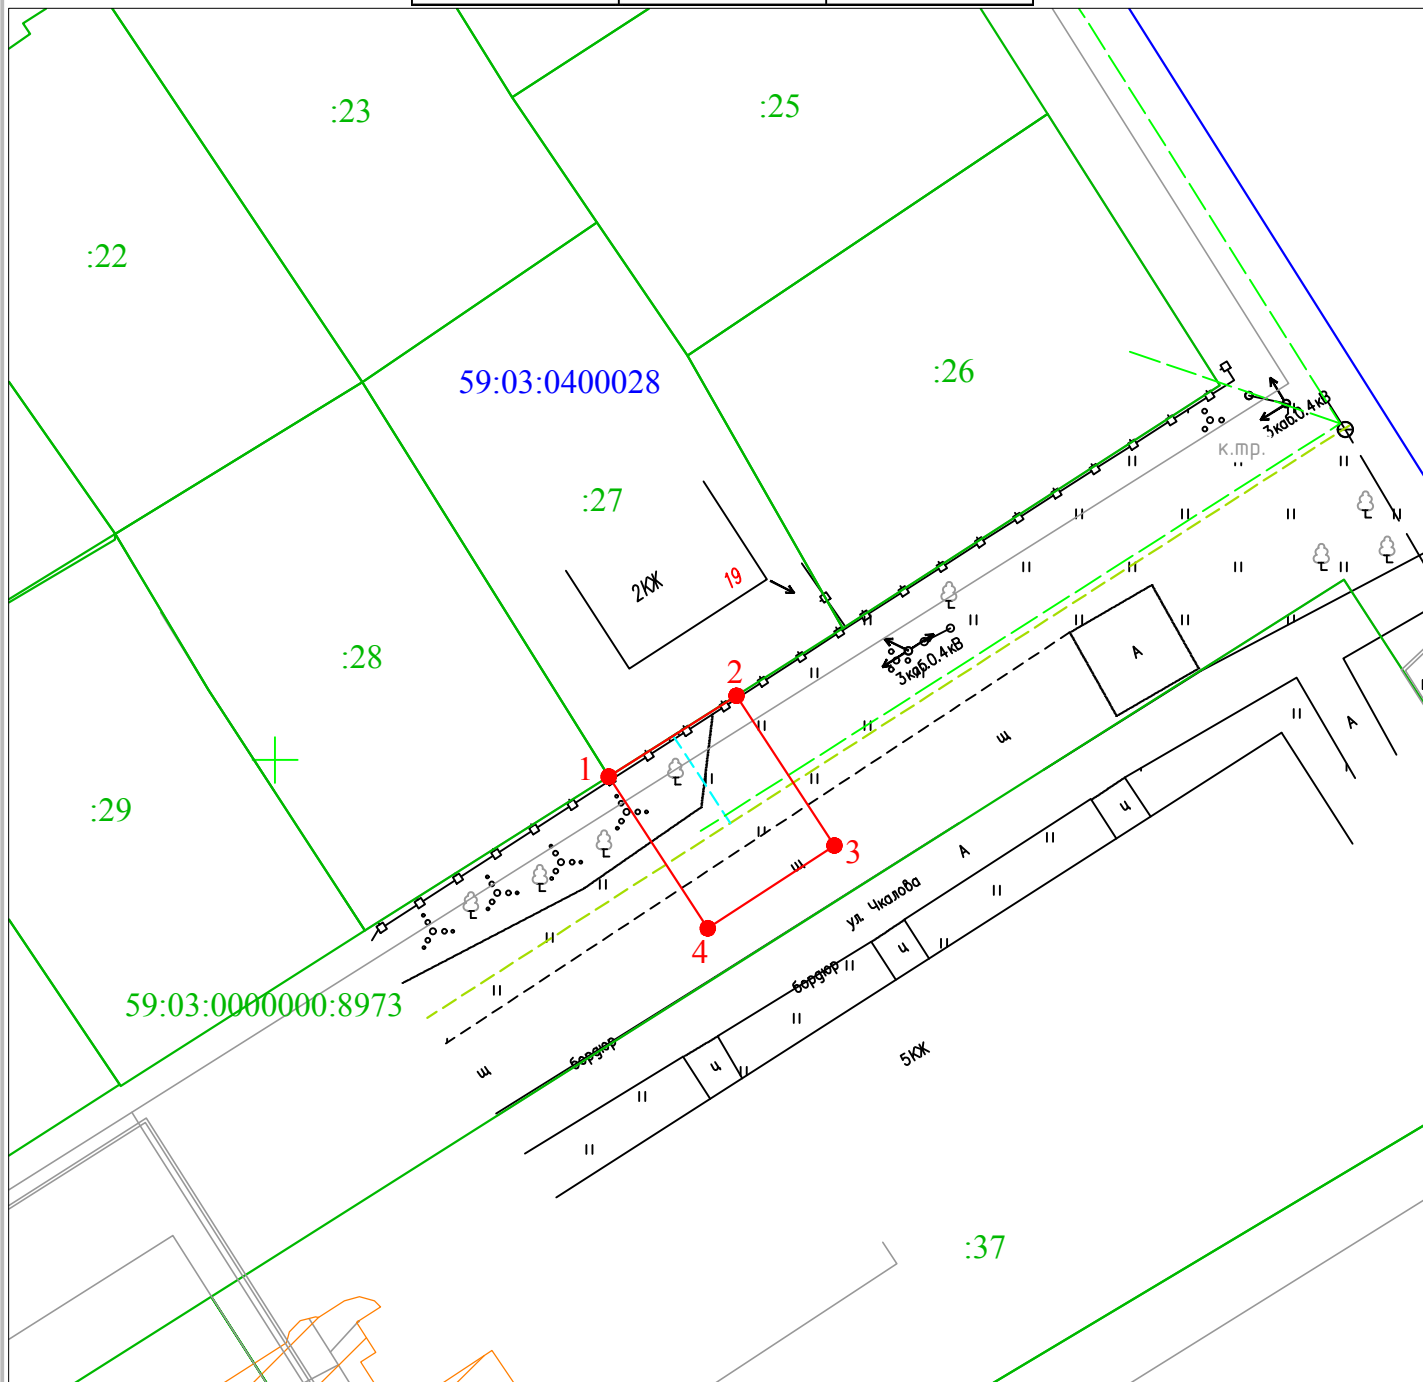 :23
:25
:22
59:03:0400028
:26
3каб.0.4кВ
к.тр.
:27
2КЖ
19
:28
2
3каб.0.4кВ
А
щ
А
1
:29
ц
щ
3
А
ул. Чкалова
4
ц
бордюр
59:03:0000000:8973
бордюр
5КЖ
щ
ц
:37